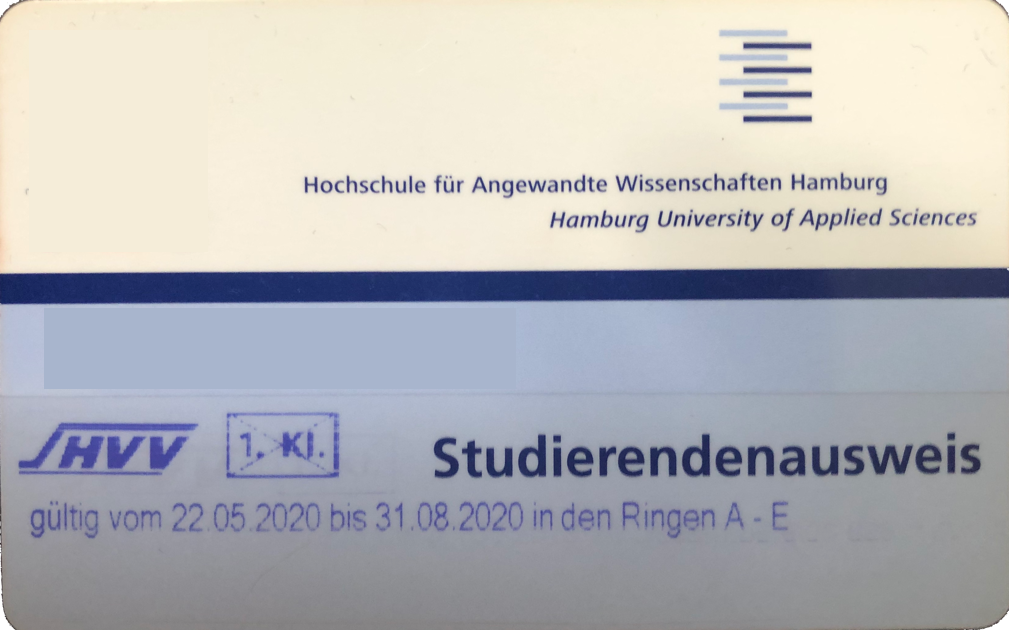 Hochschule für Angewandte Wissenschaften Hamburg
Hamburg University of Applied Sciences
HVV 1. Kl. Studierendenausweis
gültig vom 22.05.2020 bis 31.08.2020 in den Ringen A - E